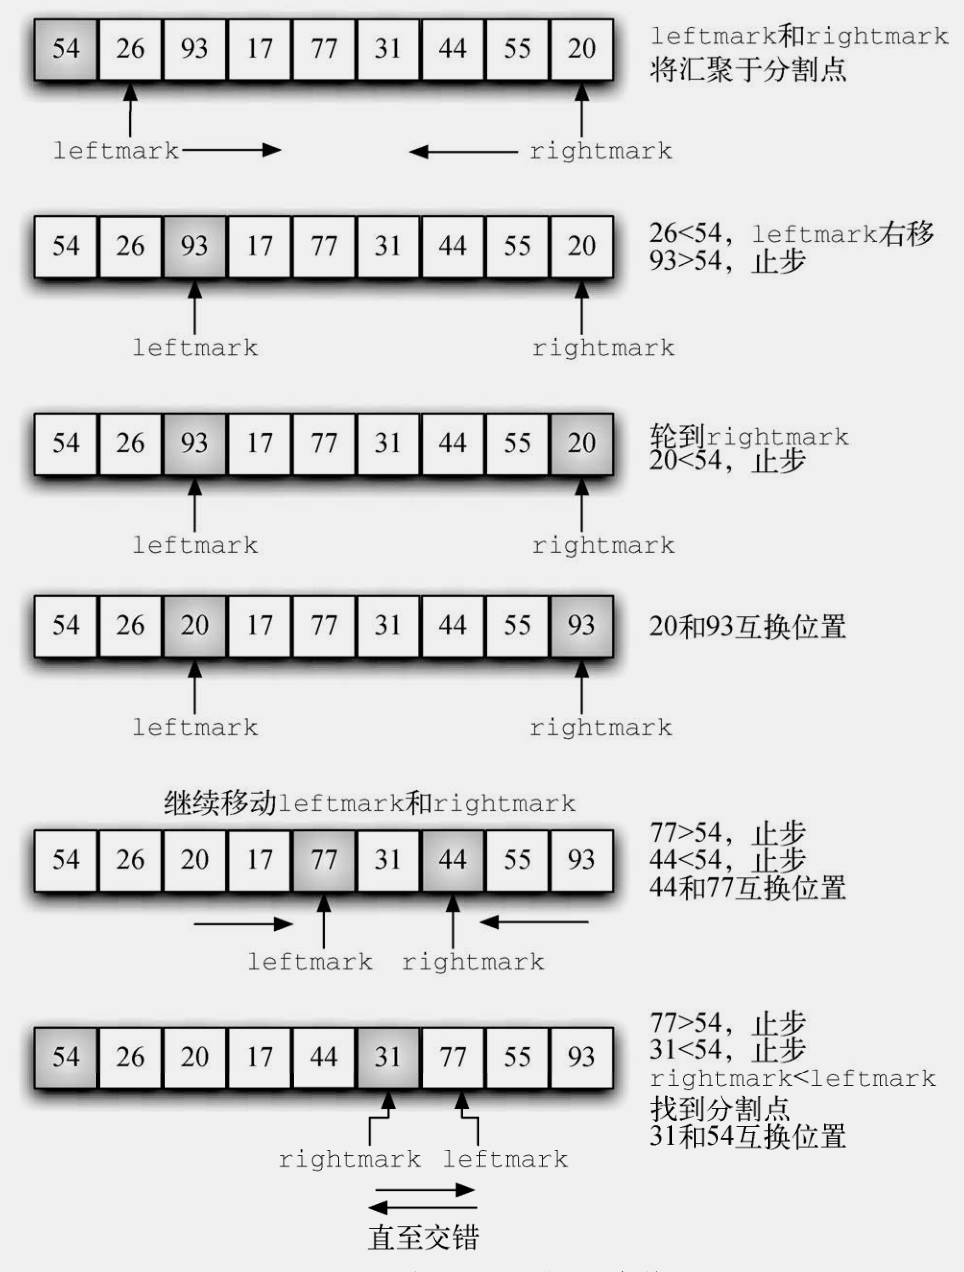 54 26 93 17 77 31 44 55 20
leftmark和rightmark
将汇聚于分割点
leftmark rightmark
54 26 93 17 77 31 44 55 20
26<54，leftmark右移
93>54，止步
leftmark rightmark
54 26 93 17 77 31 44 55 20
轮到rightmark
20<54，止步
leftmark rightmark
54 26 20 17 77 31 44 55 93
20和93互换位置
leftmark rightmark
继续移动leftmark和rightmark
54 26 20 17 77 31 44 55 93
77>54，止步
44<54，止步
44和77互换位置
leftmark rightmark
54 26 20 17 44 31 77 55 93
77>54，止步
31<54，止步
rightmark<leftmark
找到分割点
31和54互换位置
rightmark leftmark
直至交错